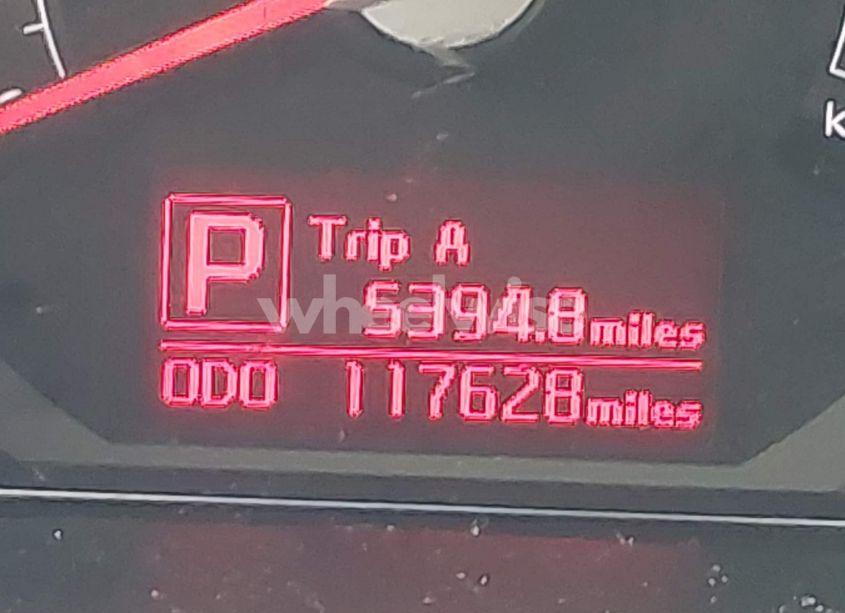 P
Trip A
5394.8 miles
ODO 117628 miles
k